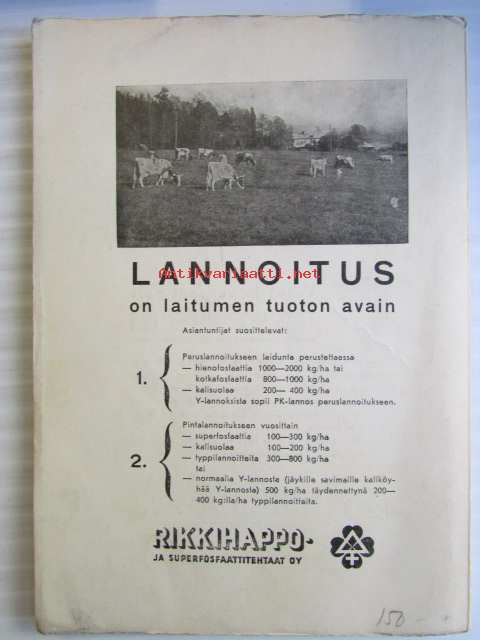 LANNOITUS
Antikvariaatti.net
on laitumen tuoton avain
Asiantuntijat suosittelevat:
1.
Peruslannoitukseen laidunta perustettaessa
— hienofosfaattia 1000—2000 kg/ha tai
kotkafosfaattia 800—1000 kg/ha
— kalisuolaa 200— 400 kg/ha
Y-lannoksista sopii PK-lannos peruslannoitukseen.
2.
Pintalannoitukseen vuosittain
— superfosfaattia 100—300 kg/ha
— kalisuolaa 100—200 kg/ha
— typpilannoitteita 300—800 kg/ha
tai
— normaalia Y-lannosta (jäykille savimaille kaliköy-
hää Y-lannosta) 500 kg/ha täydennettynä 200—
400 kg:lla/ha typpilannoitteita.
RIKKIHAPPO-
JA SUPERFOSFAATTITEHTAAT OY
150-